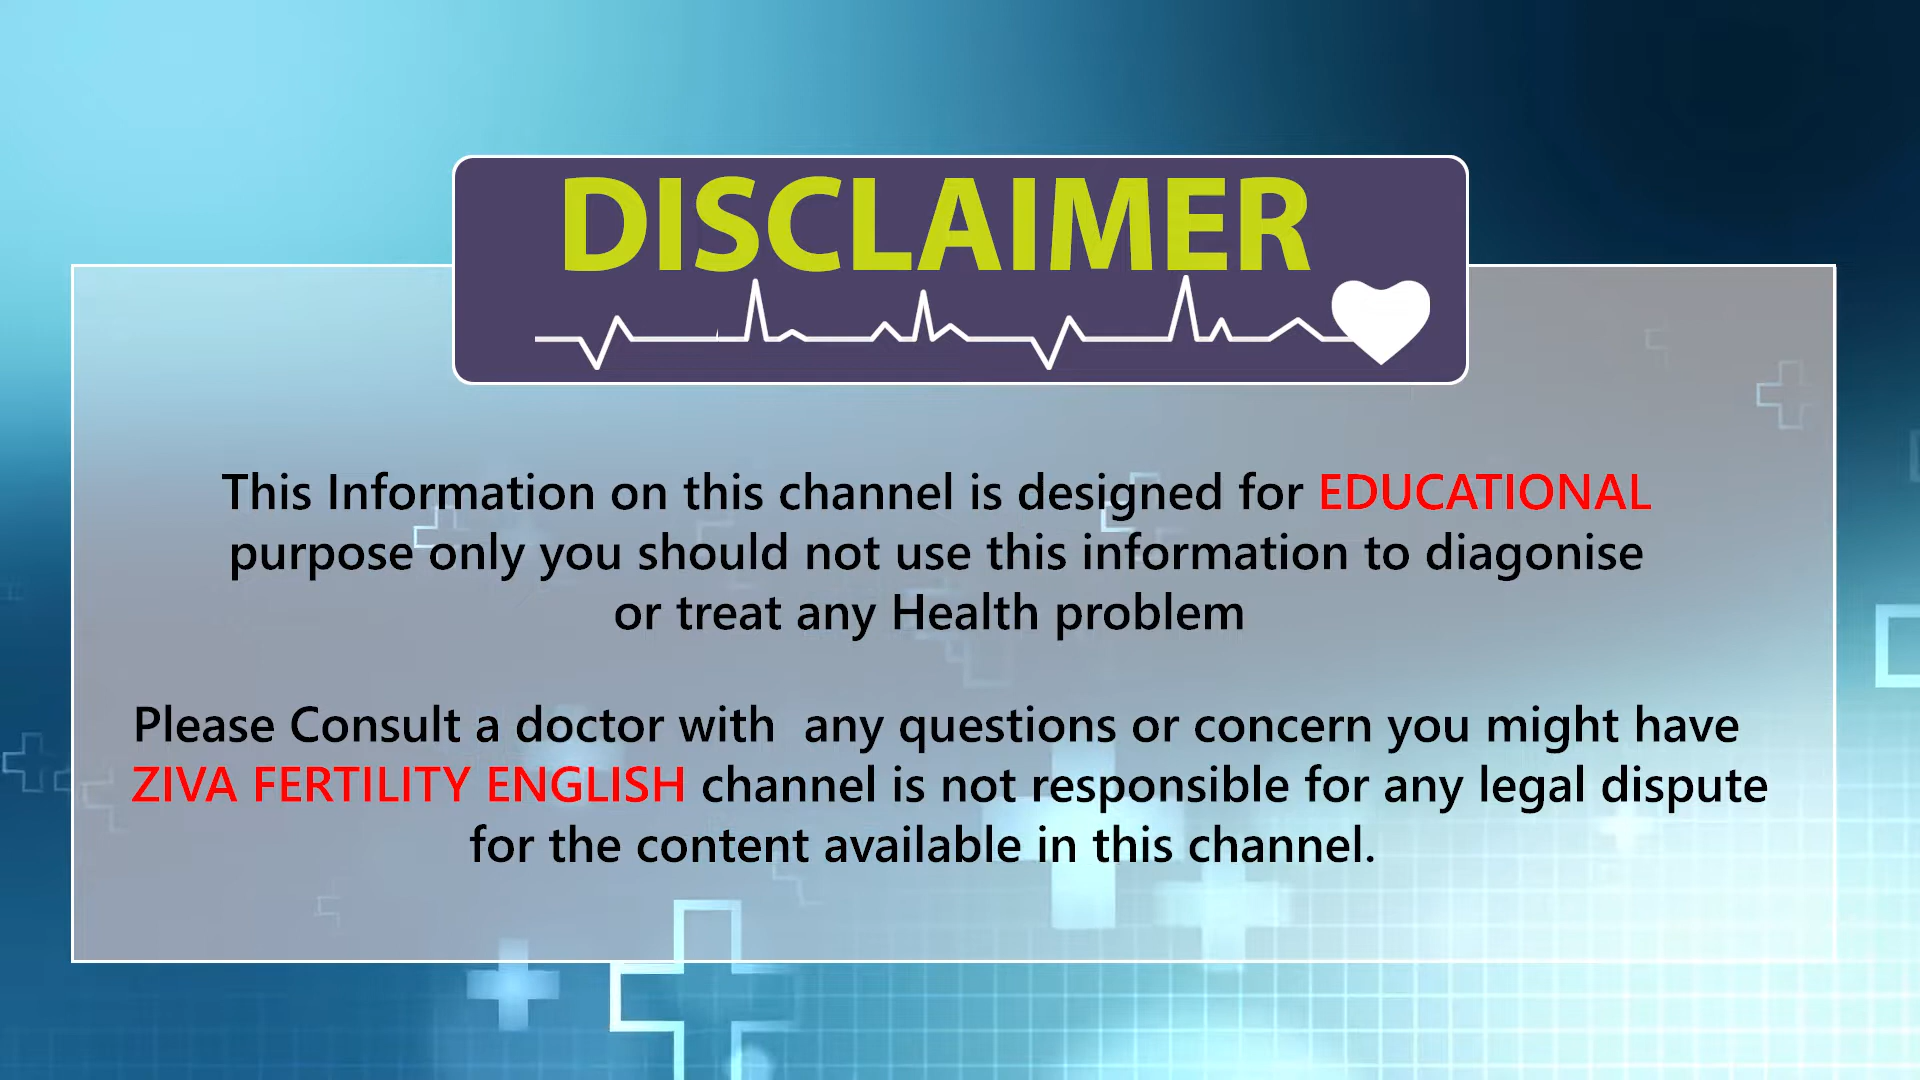 DISCLAIMER
This Information on this channel is designed for EDUCATIONAL
purpose only you should not use this information to diagonise
or treat any Health problem
Please Consult a doctor with  any questions or concern you might have
ZIVA FERTILITY ENGLISH channel is not responsible for any legal dispute
for the content available in this channel.